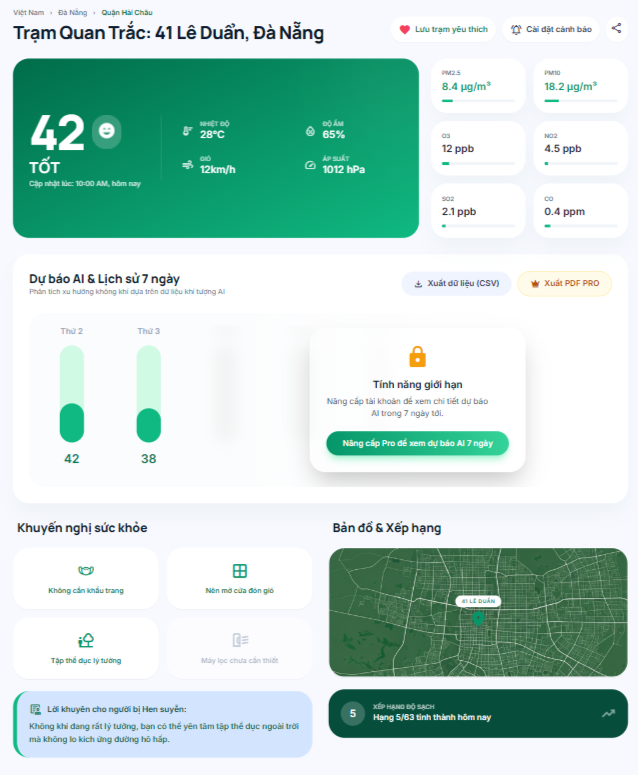 Việt Nam › Đà Nẵng › Quận Hải Châu
Trạm Quan Trắc: 41 Lê Duẩn, Đà Nẵng
Lưu trạm yêu thích
Cài đặt cảnh báo
42
TỐT
Cập nhật lúc: 10:00 AM, hôm nay
NHIỆT ĐỘ
28°C
ĐỘ ẨM
65%
GIÓ
12km/h
ÁP SUẤT
1012 hPa
PM2.5
8.4 µg/m³
PM10
18.2 µg/m³
O3
12 ppb
NO2
4.5 ppb
SO2
2.1 ppb
CO
0.4 ppm
Dự báo AI & Lịch sử 7 ngày
Phân tích xu hướng không khí dựa trên dữ liệu khí tượng AI
Xuất dữ liệu (CSV)
Xuất PDF PRO
Thứ 2
Thứ 3
42
38
Tính năng giới hạn
Nâng cấp tài khoản để xem chi tiết dự báo
AI trong 7 ngày tới.
Nâng cấp Pro để xem dự báo AI 7 ngày
Khuyến nghị sức khỏe
Không cần khẩu trang
Nên mở cửa đón gió
Tập thể dục lý tưởng
Máy lọc chưa cần thiết
Lời khuyên cho người bị Hen suyễn:
Không khí đang rất lý tưởng, bạn có thể yên tâm tập thể dục ngoài trời
mà không lo kích ứng đường hô hấp.
Bản đồ & Xếp hạng
41 LÊ DUẨN
5
XẾP HẠNG ĐỘ SẠCH
Hạng 5/63 tỉnh thành hôm nay